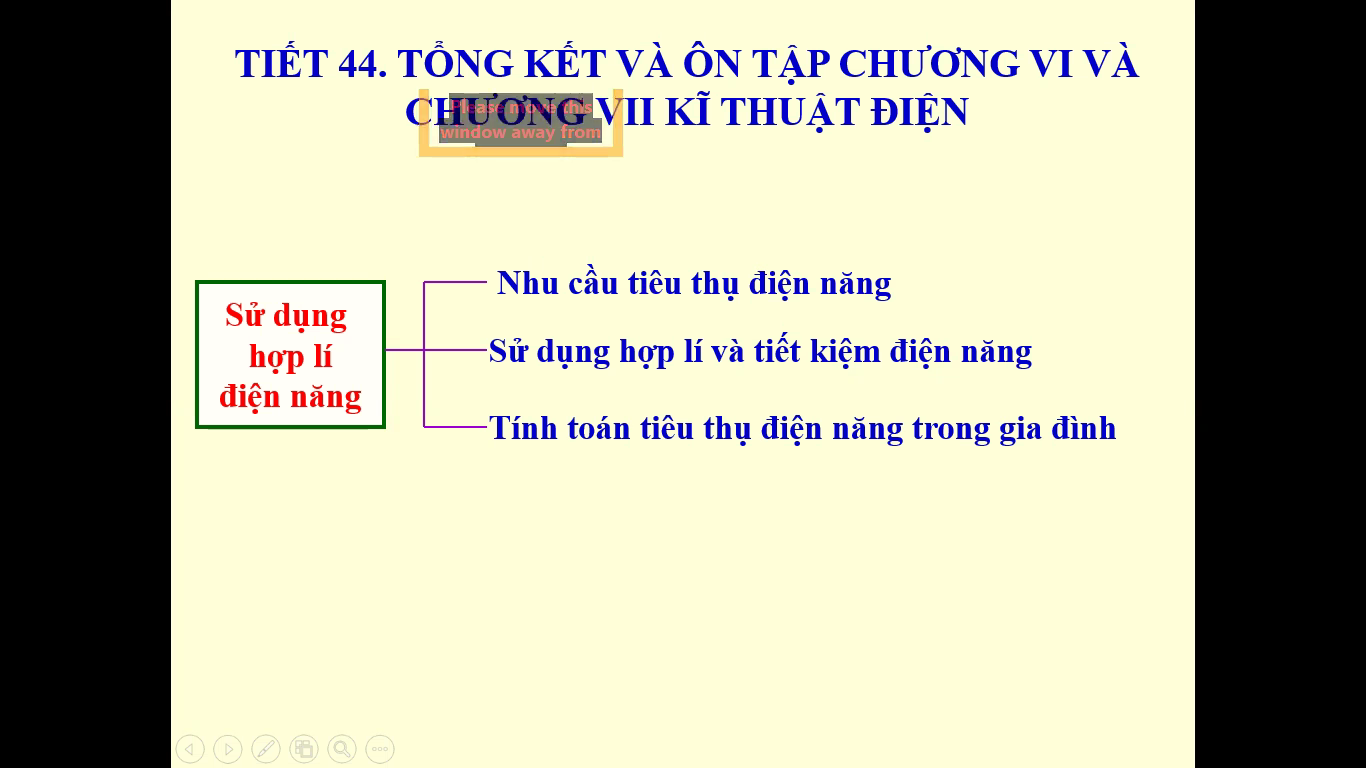 TIẾT 44. TỔNG KẾT VÀ ÔN TẬP CHƯƠNG VI VÀ
CHƯƠNG VII KĨ THUẬT ĐIỆN
Please move this
window away from
Nhu cầu tiêu thụ điện năng
Sử dụng
hợp lí
điện năng
Sử dụng hợp lí và tiết kiệm điện năng
Tính toán tiêu thụ điện năng trong gia đình